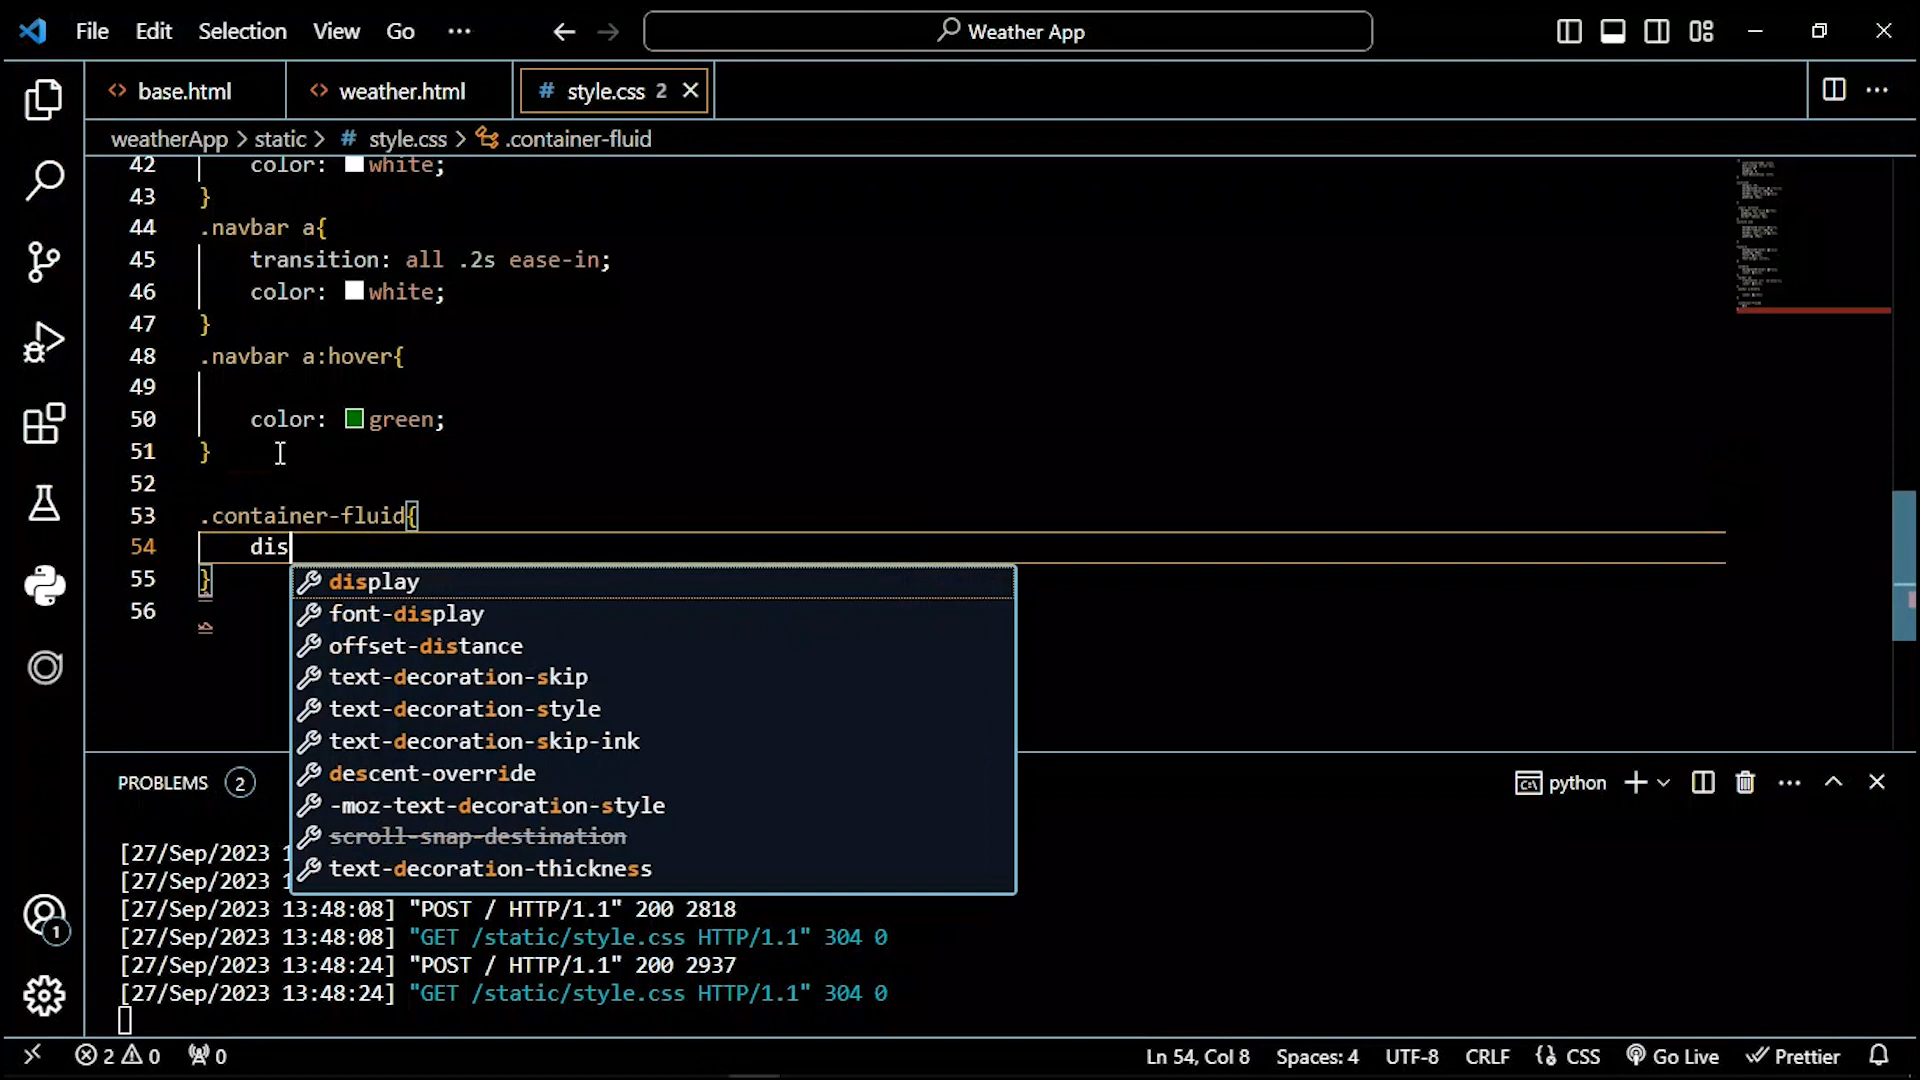 File Edit Selection View Go ··· Weather App
base.html weather.html # style.css 2
weatherApp > static > # style.css > .container-fluid
42 color: white;
43 }
44 .navbar a{
45 transition: all .2s ease-in;
46 color: white;
47 }
48 .navbar a:hover{
49
50 color: green;
51 }
52
53 .container-fluid{
54 dis
55 }
56
display
font-display
offset-distance
text-decoration-skip
text-decoration-style
text-decoration-skip-ink
descent-override
-moz-text-decoration-style
scroll-snap-destination
text-decoration-thickness
PROBLEMS 2 python
[27/Sep/2023 1
[27/Sep/2023 1
[27/Sep/2023 13:48:08] "POST / HTTP/1.1" 200 2818
[27/Sep/2023 13:48:08] "GET /static/style.css HTTP/1.1" 304 0
[27/Sep/2023 13:48:24] "POST / HTTP/1.1" 200 2937
[27/Sep/2023 13:48:24] "GET /static/style.css HTTP/1.1" 304 0
1
2 0 0 Ln 54, Col 8 Spaces: 4 UTF-8 CRLF CSS Go Live Prettier